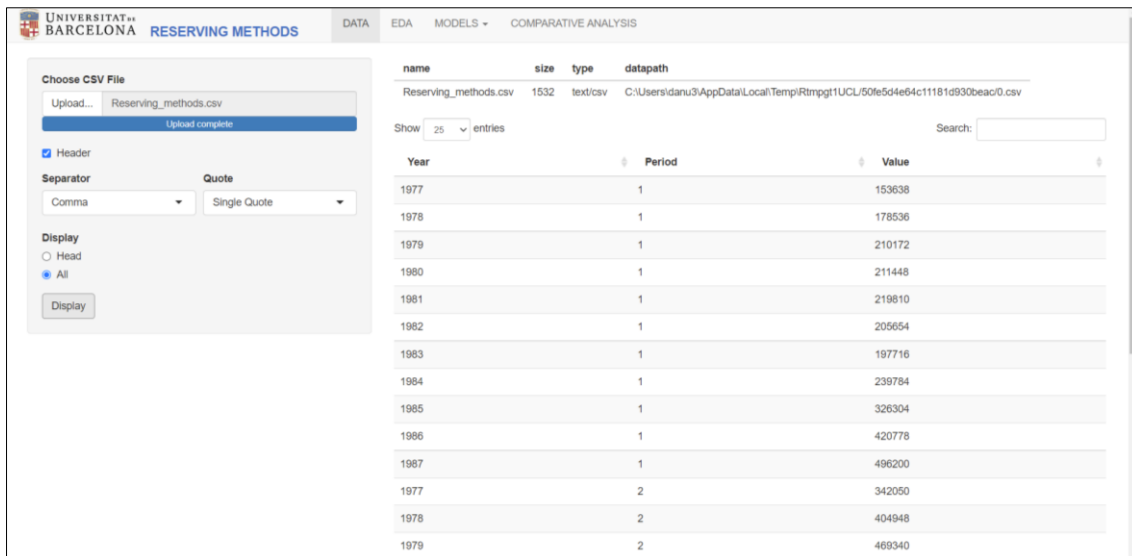 UNIVERSITAT DE
BARCELONA RESERVING METHODS DATA EDA MODELS COMPARATIVE ANALYSIS
Choose CSV File
Upload... Reserving_methods.csv
Upload complete
Header
Separator Quote
Comma Single Quote
Display
Head
All
Display
name size type datapath
Reserving_methods.csv 1532 text/csv C:\Users\danu3\AppData\Local\Temp\Rtmpgt1UCL/50fe5d4e64c11181d930beac/0.csv
Show 25 entries Search:
Year Period Value
1977 1 153638
1978 1 178536
1979 1 210172
1980 1 211448
1981 1 219810
1982 1 205654
1983 1 197716
1984 1 239784
1985 1 326304
1986 1 420778
1987 1 496200
1977 2 342050
1978 2 404948
1979 2 469340